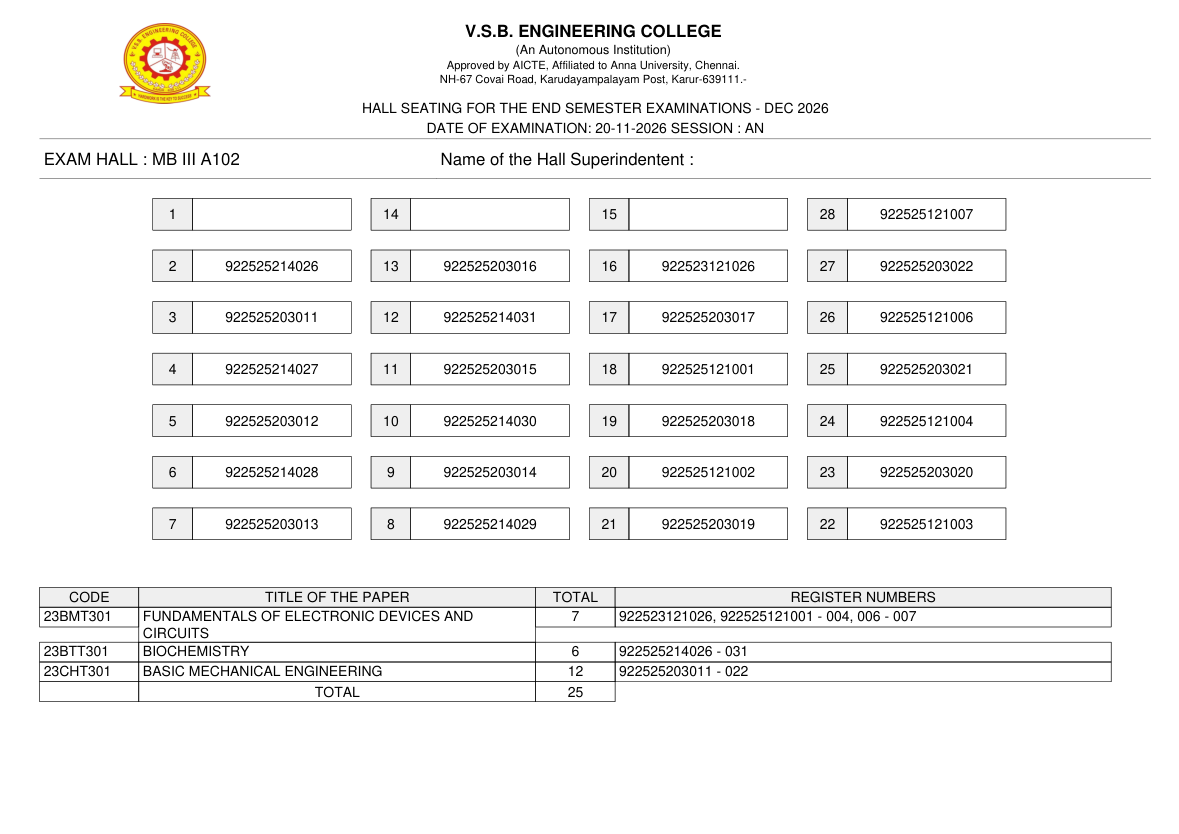 V.S.B. ENGINEERING COLLEGE
(An Autonomous Institution)
Approved by AICTE, Affiliated to Anna University, Chennai.
NH-67 Covai Road, Karudayampalayam Post, Karur-639111.-
HALL SEATING FOR THE END SEMESTER EXAMINATIONS - DEC 2026
DATE OF EXAMINATION: 20-11-2026 SESSION : AN
EXAM HALL : MB III A102 Name of the Hall Superintendent :
1 14 15 28 922525121007
2 922525214026 13 922525203016 16 922523121026 27 922525203022
3 922525203011 12 922525214031 17 922525203017 26 922525121006
4 922525214027 11 922525203015 18 922525121001 25 922525203021
5 922525203012 10 922525214030 19 922525203018 24 922525121004
6 922525214028 9 922525203014 20 922525121002 23 922525203020
7 922525203013 8 922525214029 21 922525203019 22 922525121003
CODE TITLE OF THE PAPER TOTAL REGISTER NUMBERS
23BMT301 FUNDAMENTALS OF ELECTRONIC DEVICES AND 7 922523121026, 922525121001 - 004, 006 - 007
CIRCUITS
23BTT301 BIOCHEMISTRY 6 922525214026 - 031
23CHT301 BASIC MECHANICAL ENGINEERING 12 922525203011 - 022
TOTAL 25